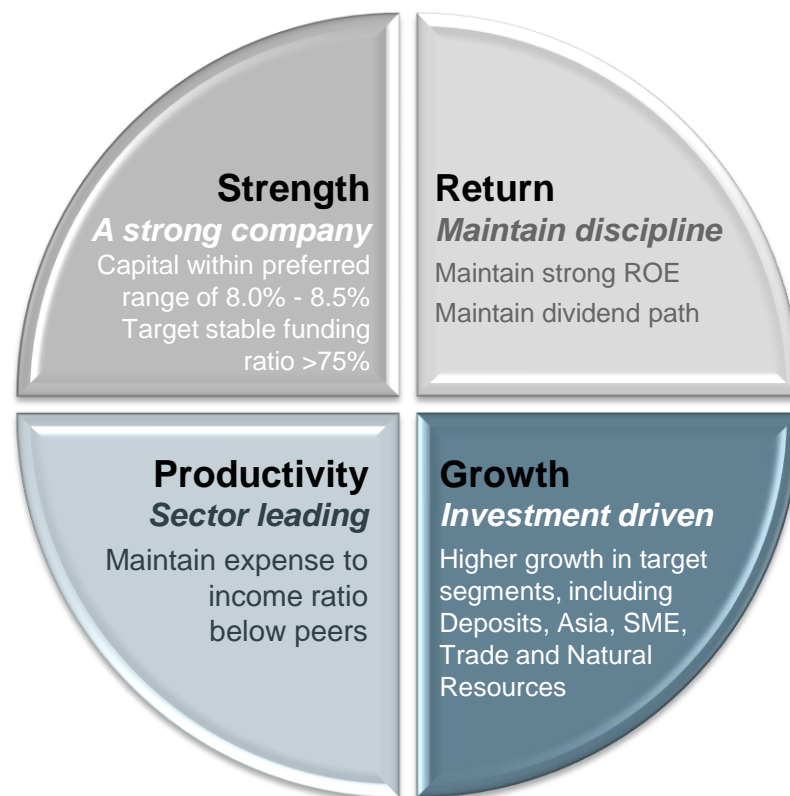 Strength
A strong company
Capital within preferred
range of 8.0% - 8.5%
Target stable funding
ratio >75%
Return
Maintain discipline
Maintain strong ROE
Maintain dividend path
Productivity
Sector leading
Maintain expense to
income ratio
below peers
Growth
Investment driven
Higher growth in target
segments, including
Deposits, Asia, SME,
Trade and Natural
Resources